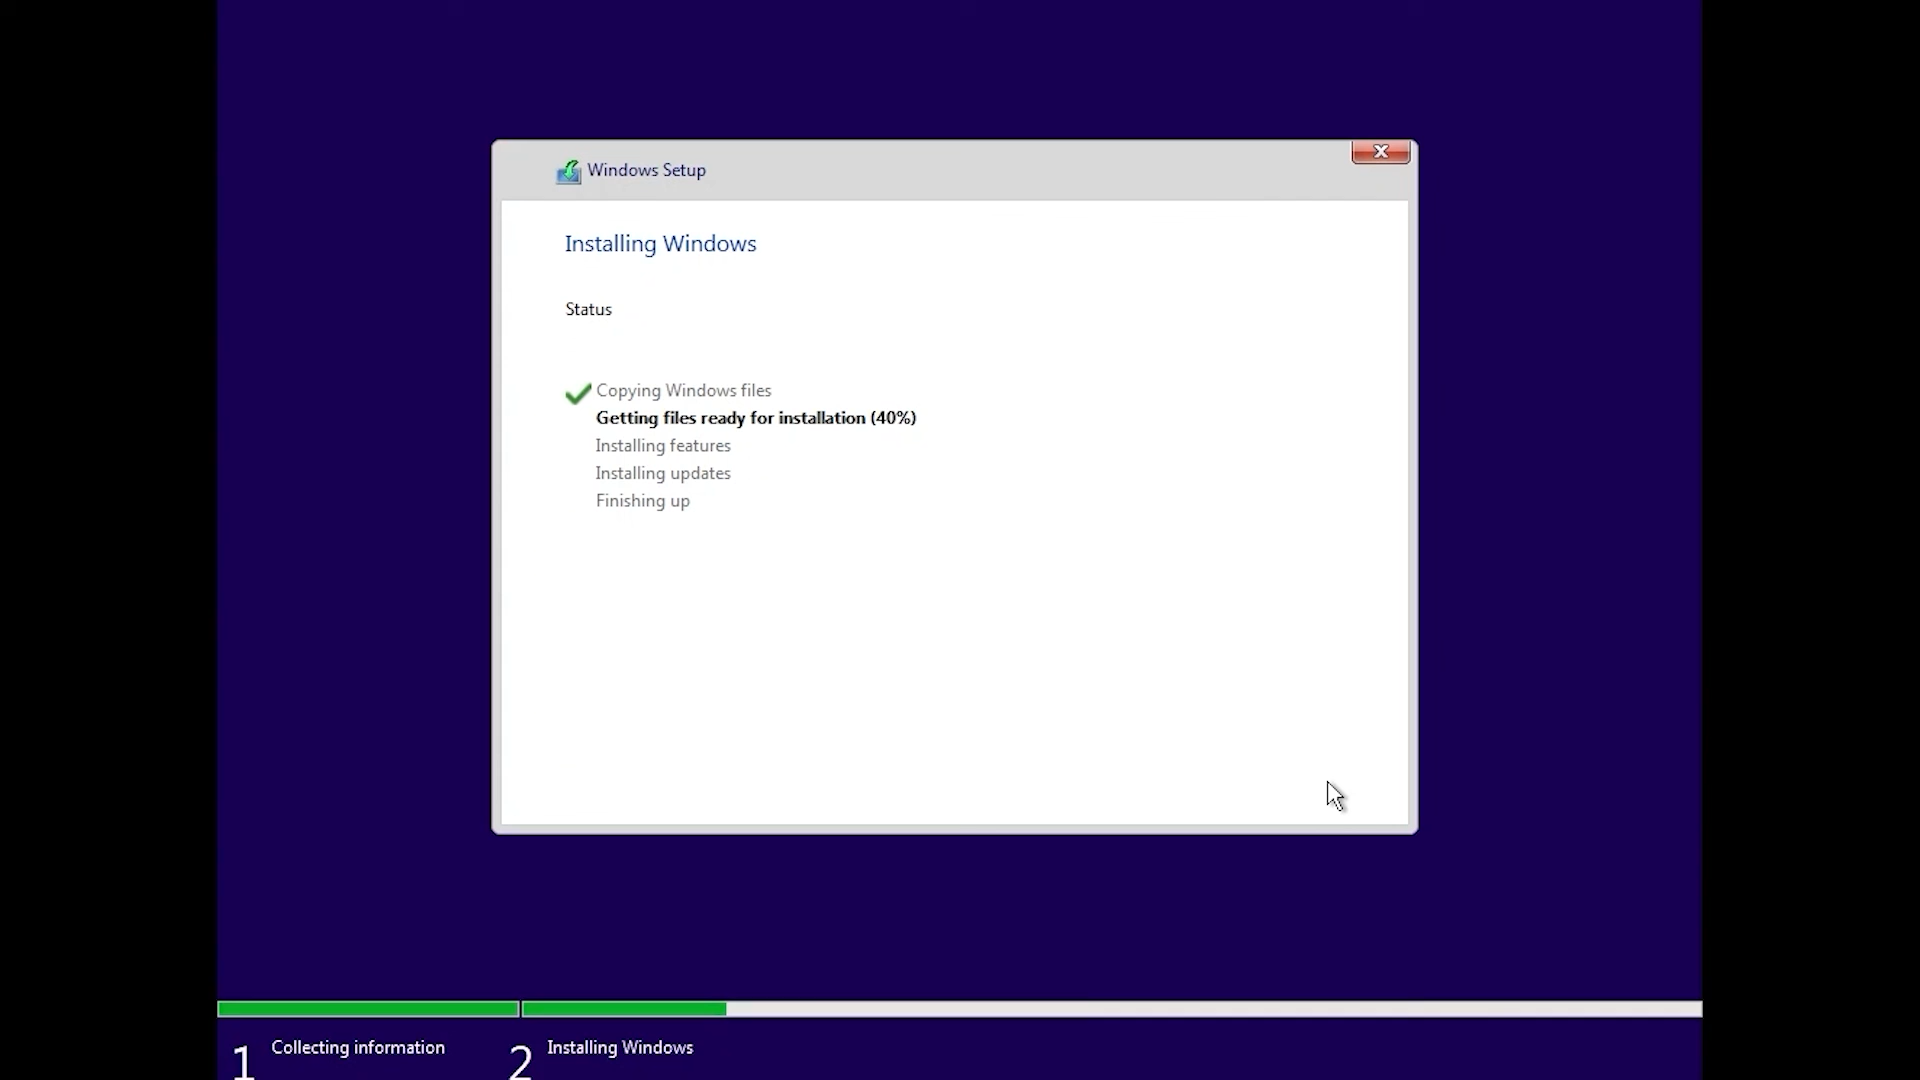 Windows Setup
Installing Windows
Status
Copying Windows files
Getting files ready for installation (40%)
Installing features
Installing updates
Finishing up
1 Collecting information
2 Installing Windows